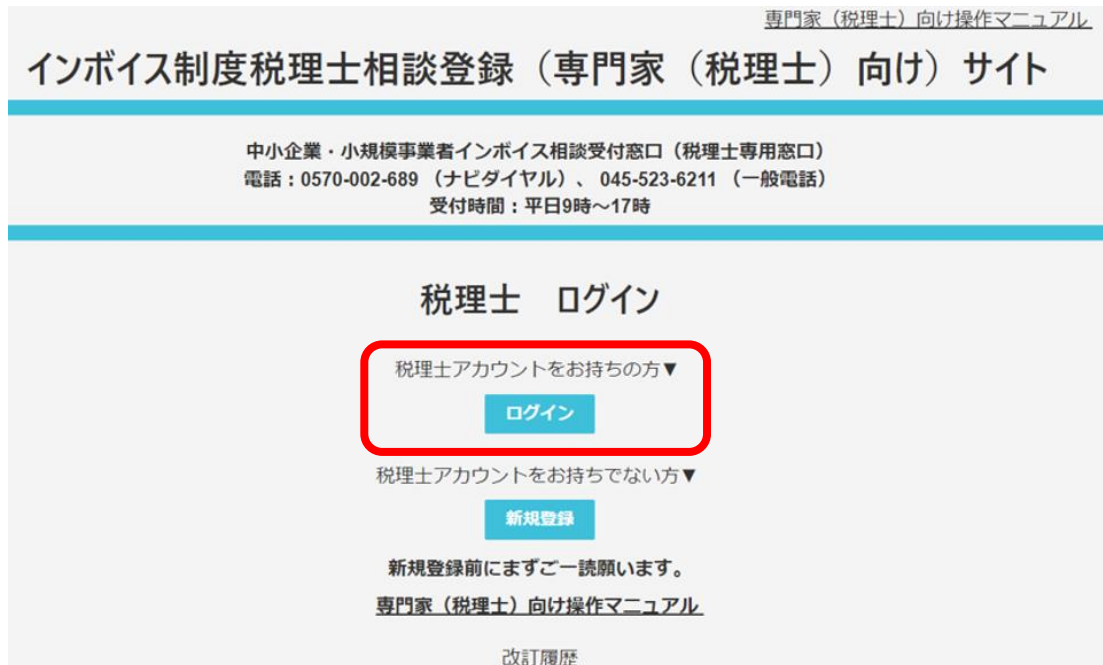 専門家（税理士）向け操作マニュアル
インボイス制度税理士相談登録（専門家（税理士）向け）サイト
中小企業・小規模事業者インボイス相談受付窓口（税理士専用窓口）
電話：0570-002-689 （ナビダイヤル）、 045-523-6211 （一般電話）
受付時間：平日9時～17時
税理士　ログイン
税理士アカウントをお持ちの方▼
ログイン
税理士アカウントをお持ちでない方▼
新規登録
新規登録前にまずご一読願います。
専門家（税理士）向け操作マニュアル
改訂履歴